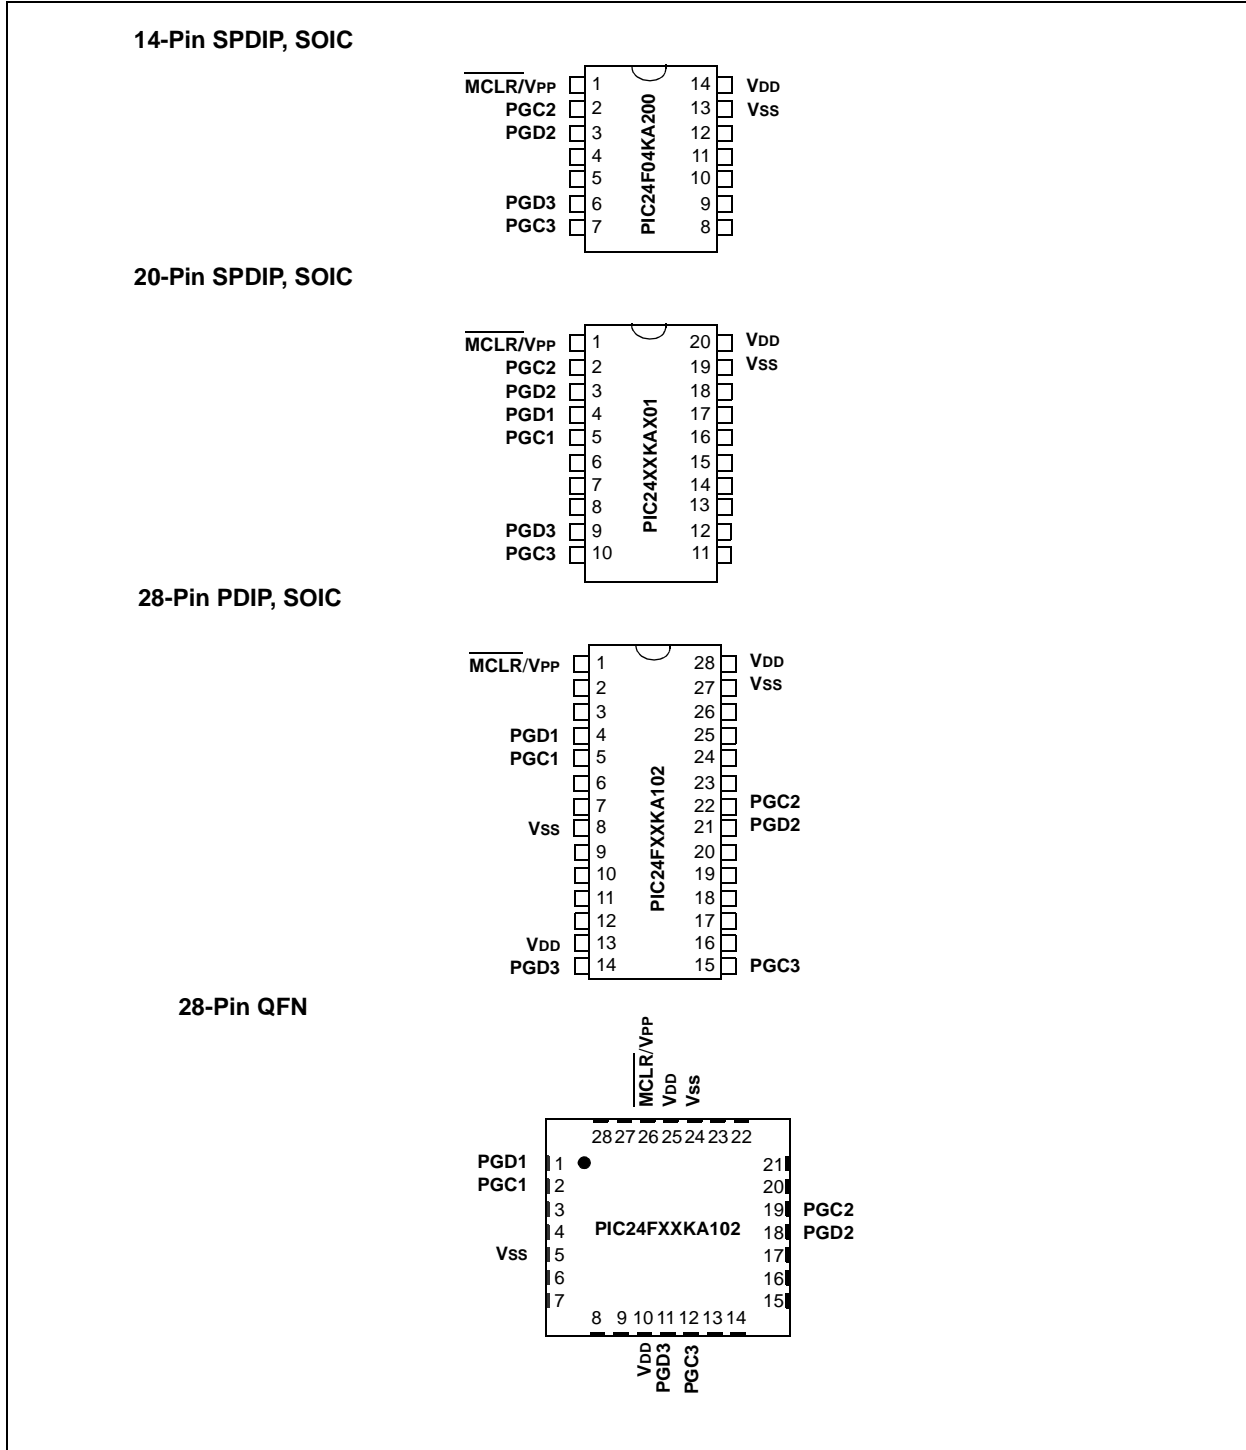 14-Pin SPDIP, SOIC
MCLR/VPP 1 14 VDD
PGC2 2 13 VSS
PGD2 3 12
4 11
5 10
PGD3 6 9
PGC3 7 8
PIC24F04KA200
20-Pin SPDIP, SOIC
MCLR/VPP 1 20 VDD
PGC2 2 19 VSS
PGD2 3 18
PGD1 4 17
PGC1 5 16
6 15
7 14
8 13
PGD3 9 12
PGC3 10 11
PIC24XXKAX01
28-Pin PDIP, SOIC
MCLR/VPP 1 28 VDD
2 27 VSS
3 26
PGD1 4 25
PGC1 5 24
6 23
7 22 PGC2
VSS 8 21 PGD2
9 20
10 19
11 18
12 17
VDD 13 16
PGD3 14 15 PGC3
PIC24FXXKA102
28-Pin QFN
MCLR/VPP
VDD
Vss
28 27 26 25 24 23 22
PGD1 1 21
PGC1 2 20
3 19 PGC2
4 PIC24FXXKA102 18 PGD2
VSS 5 17
6 16
7 15
8 9 10 11 12 13 14
VDD
PGD3
PGC3